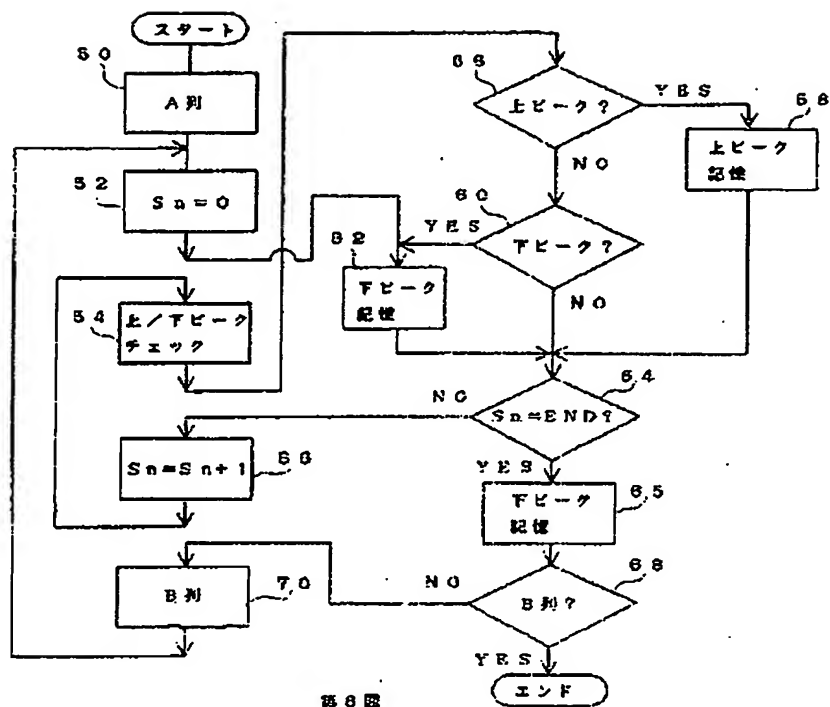 スタート
50
A列
52
Sn=0
54
上/下ピーク
チェック
66
Sn=Sn+1
70
B列
上ピーク?
YES
58
上ピーク
記憶
NO
60
下ピーク?
YES
62
下ピーク
記憶
NO
64
Sn=END?
NO
YES
65
下ピーク
記憶
68
B列?
NO
YES
エンド
第8図